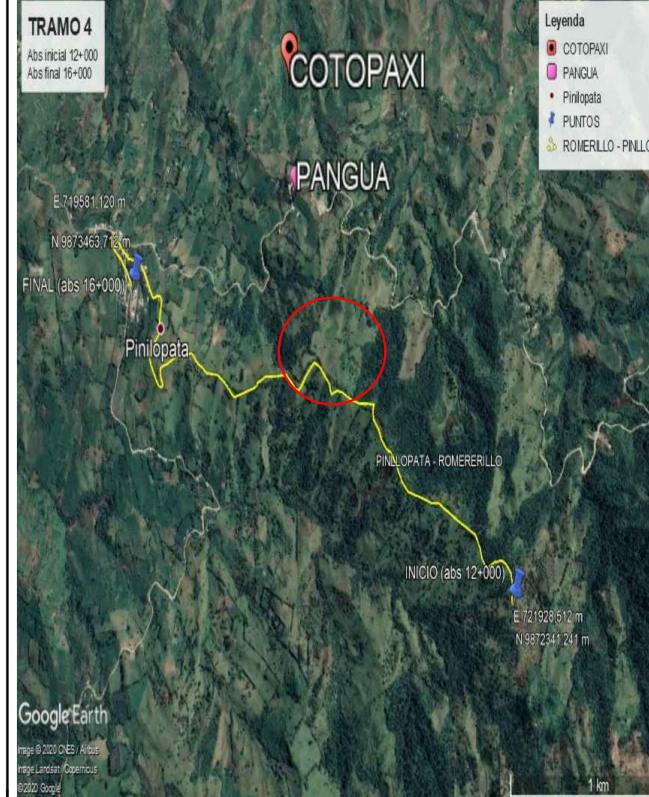 TRAMO 4
Abs inicial 12+000
Abs final 16+000
Leyenda
COTOPAXI
PANGUA
Pinilopata
PUNTOS
ROMERILLO - PINLLO
COTOPAXI
PANGUA
E 719581,120 m
N 9873463,712 m
FINAL (abs 16+000)
Pinilopata
PINLLOPATA - ROMERERILLO
INICIO (abs 12+000)
E 721928,512 m
N 9872341,241 m
Google Earth
Image © 2020 CNES / Airbus
Image Landsat / Copernicus
© 2020 Google
1 km